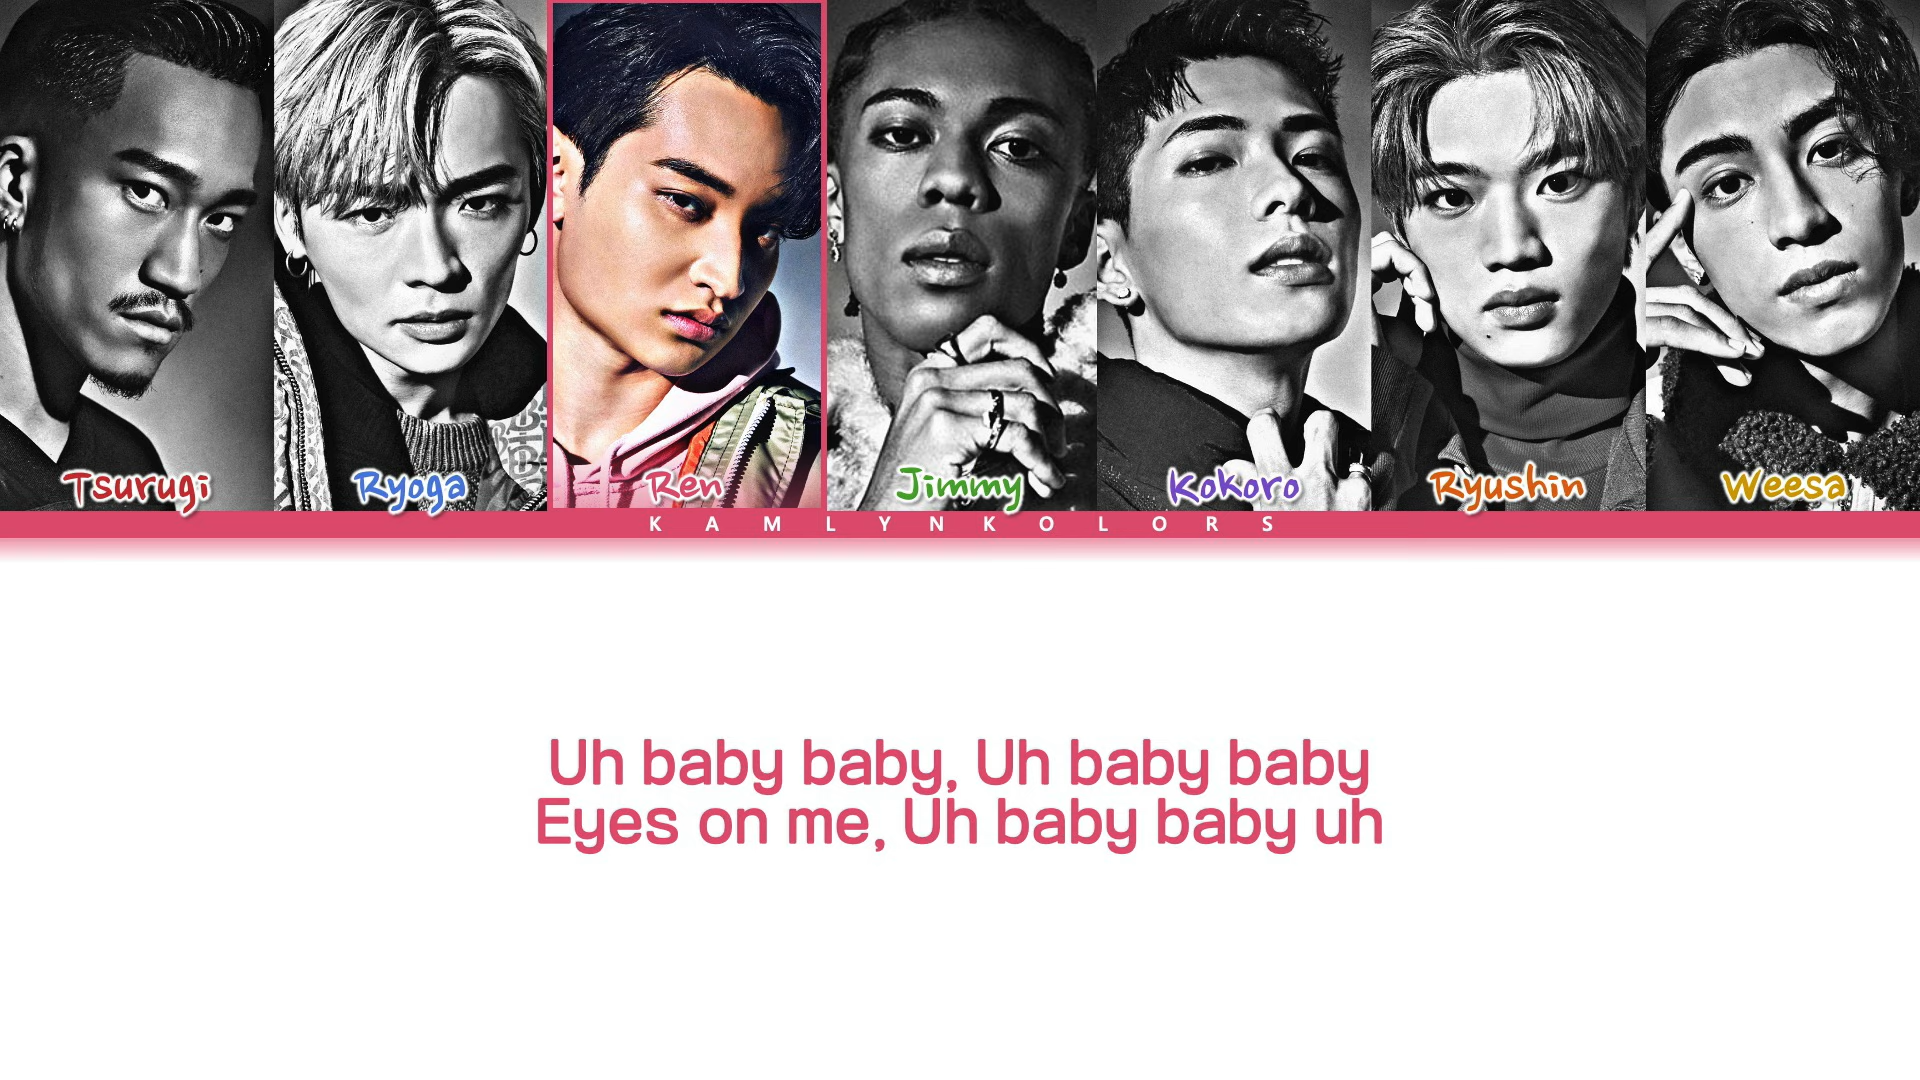 Tsurugi
Ryoga
Ren
Jimmy
Kokoro
Ryushin
Weesa
KAMLYNKOLORS
Uh baby baby, Uh baby baby
Eyes on me, Uh baby baby uh